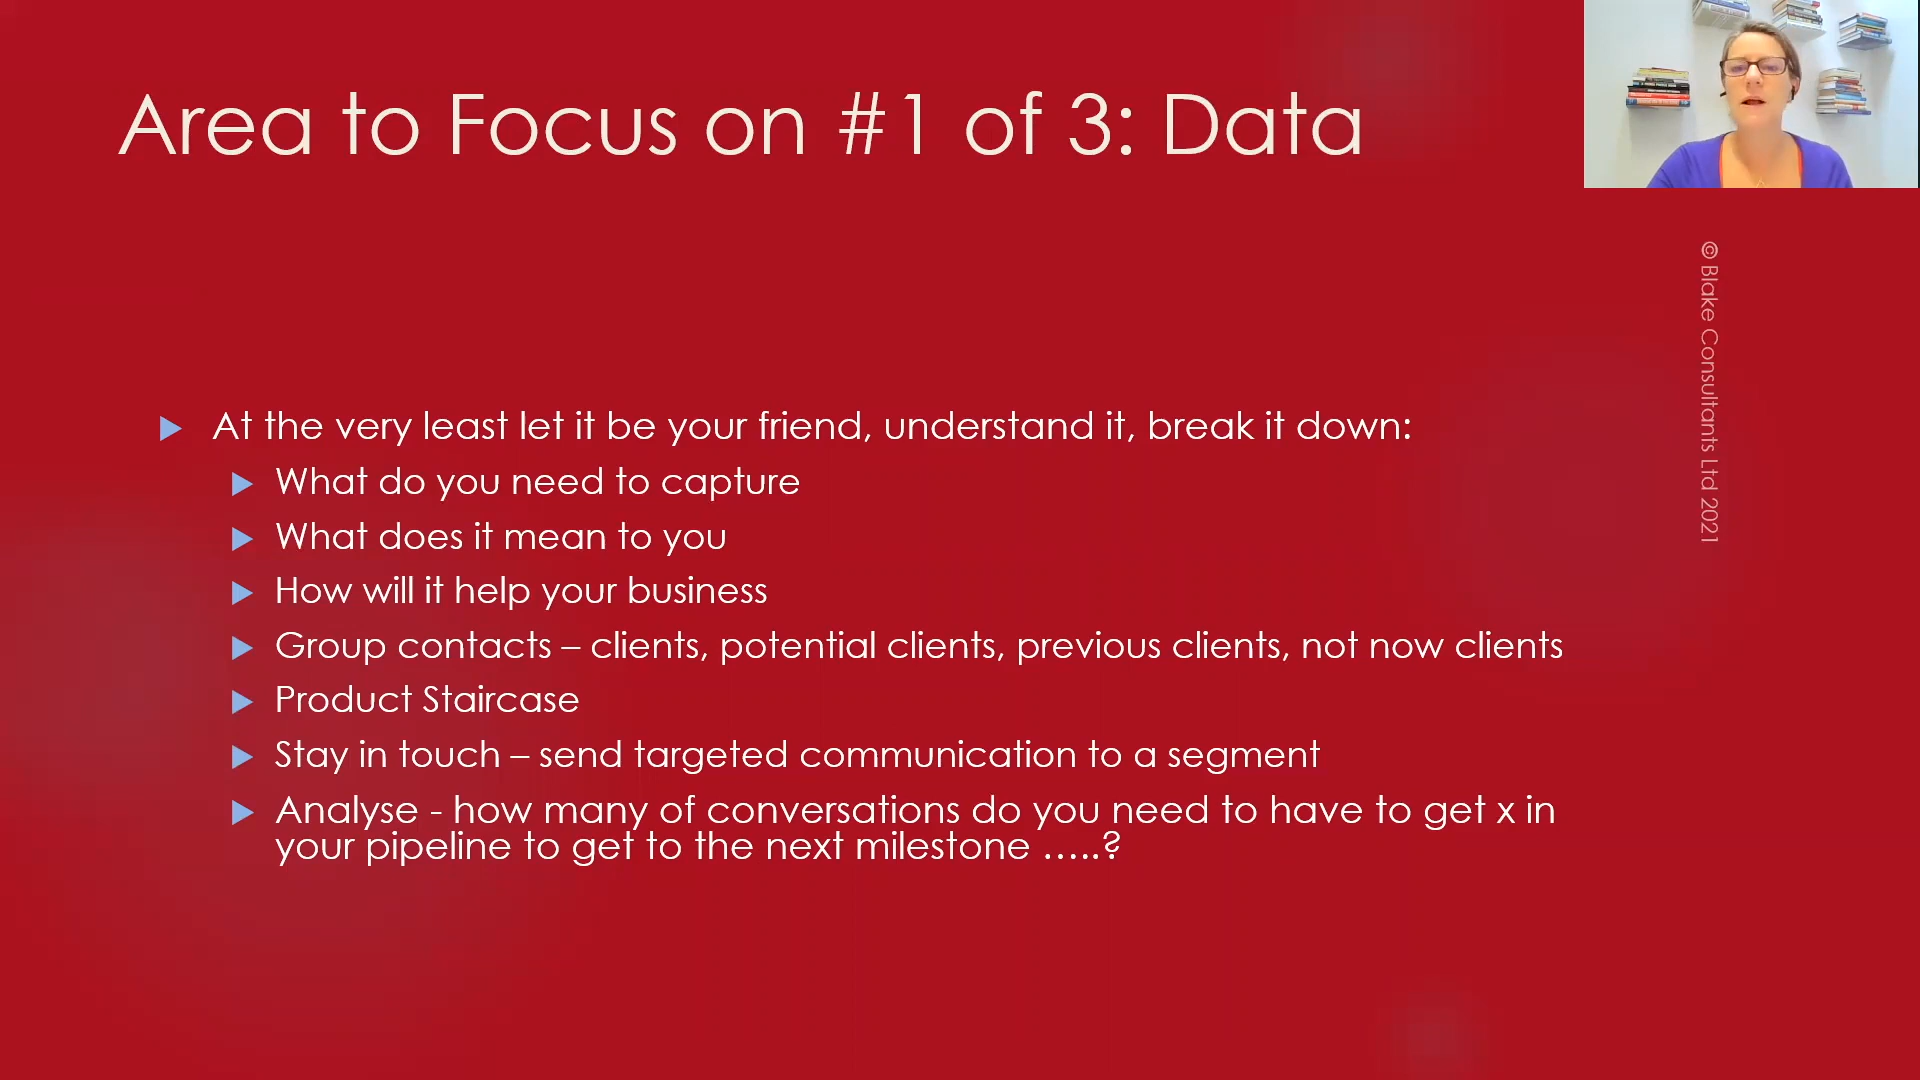 Area to Focus on #1 of 3: Data
© Blake Consultants Ltd 2021
At the very least let it be your friend, understand it, break it down:
What do you need to capture
What does it mean to you
How will it help your business
Group contacts – clients, potential clients, previous clients, not now clients
Product Staircase
Stay in touch – send targeted communication to a segment
Analyse - how many of conversations do you need to have to get x in
your pipeline to get to the next milestone …..?